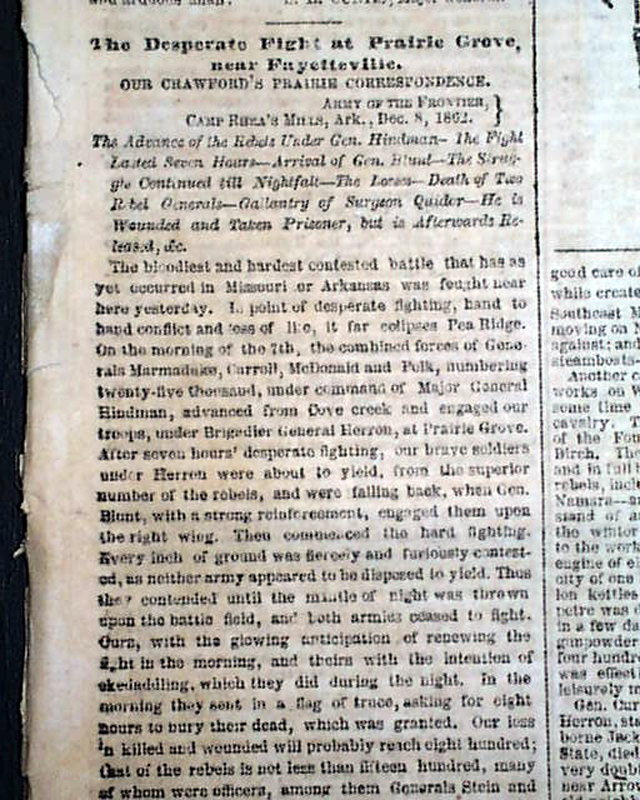 The Desperate Fight at Prairie Grove,
near Fayetteville.
OUR CRAWFORD'S PRAIRIE CORRESPONDENCE.
ARMY OF THE FRONTIER, }
CAMP RHEA'S MILLS, Ark., Dec. 8, 1862.
The Advance of the Rebels Under Gen. Hindman—The Fight
Lasted Seven Hours—Arrival of Gen. Blunt—The Strug-
gle Continued till Nightfall—The Losses—Death of Two
Rebel Generals—Gallantry of Surgeon Quider—He is
Wounded and Taken Prisoner, but is Afterwards Re-
leased, &c.
The bloodiest and hardest contested battle that has as
yet occurred in Missouri or Arkansas was fought near
here yesterday. In point of desperate fighting, hand to
hand conflict and loss of life, it far eclipses Pea Ridge.
On the morning of the 7th, the combined forces of Gene-
rals Marmaduke, Carroll, McDonald and Polk, numbering
twenty-five thousand, under command of Major General
Hindman, advanced from Cove creek and engaged our
troops, under Brigadier General Herron, at Prairie Grove.
After seven hours' desperate fighting, our brave soldiers
under Herron were about to yield, from the superior
number of the rebels, and were falling back, when Gen.
Blunt, with a strong reinforcement, engaged them upon
the right wing. Then commenced the hard fighting.
Every inch of ground was fiercely and furiously contest-
ed, as neither army appeared to be disposed to yield. Thus
they contended until the mantle of night was thrown
upon the battle field, and both armies ceased to fight.
Ours, with the glowing anticipation of renewing the
fight in the morning, and theirs with the intention of
skedaddling, which they did during the night. In the
morning they sent in a flag of truce, asking for eight
hours to bury their dead, which was granted. Our loss
in killed and wounded will probably reach eight hundred;
that of the rebels is not less than fifteen hundred, many
of whom were officers, among them Generals Stein and
good care of
while create
Southeast M
moving on N
against; and
steamboats
Another c
works on W
some time
cavalry. T
of the Fou
Birch. The
and in full
rebels, incl
Namara—a
stand of a
the winter
to the work
engine of e
city of one
lon kettles
petre was
in a few da
gunpowder
four hundr
was effect
leisurely
Gen. Cur
Herron, sta
borne Jack
State, died
very doub
near Arro